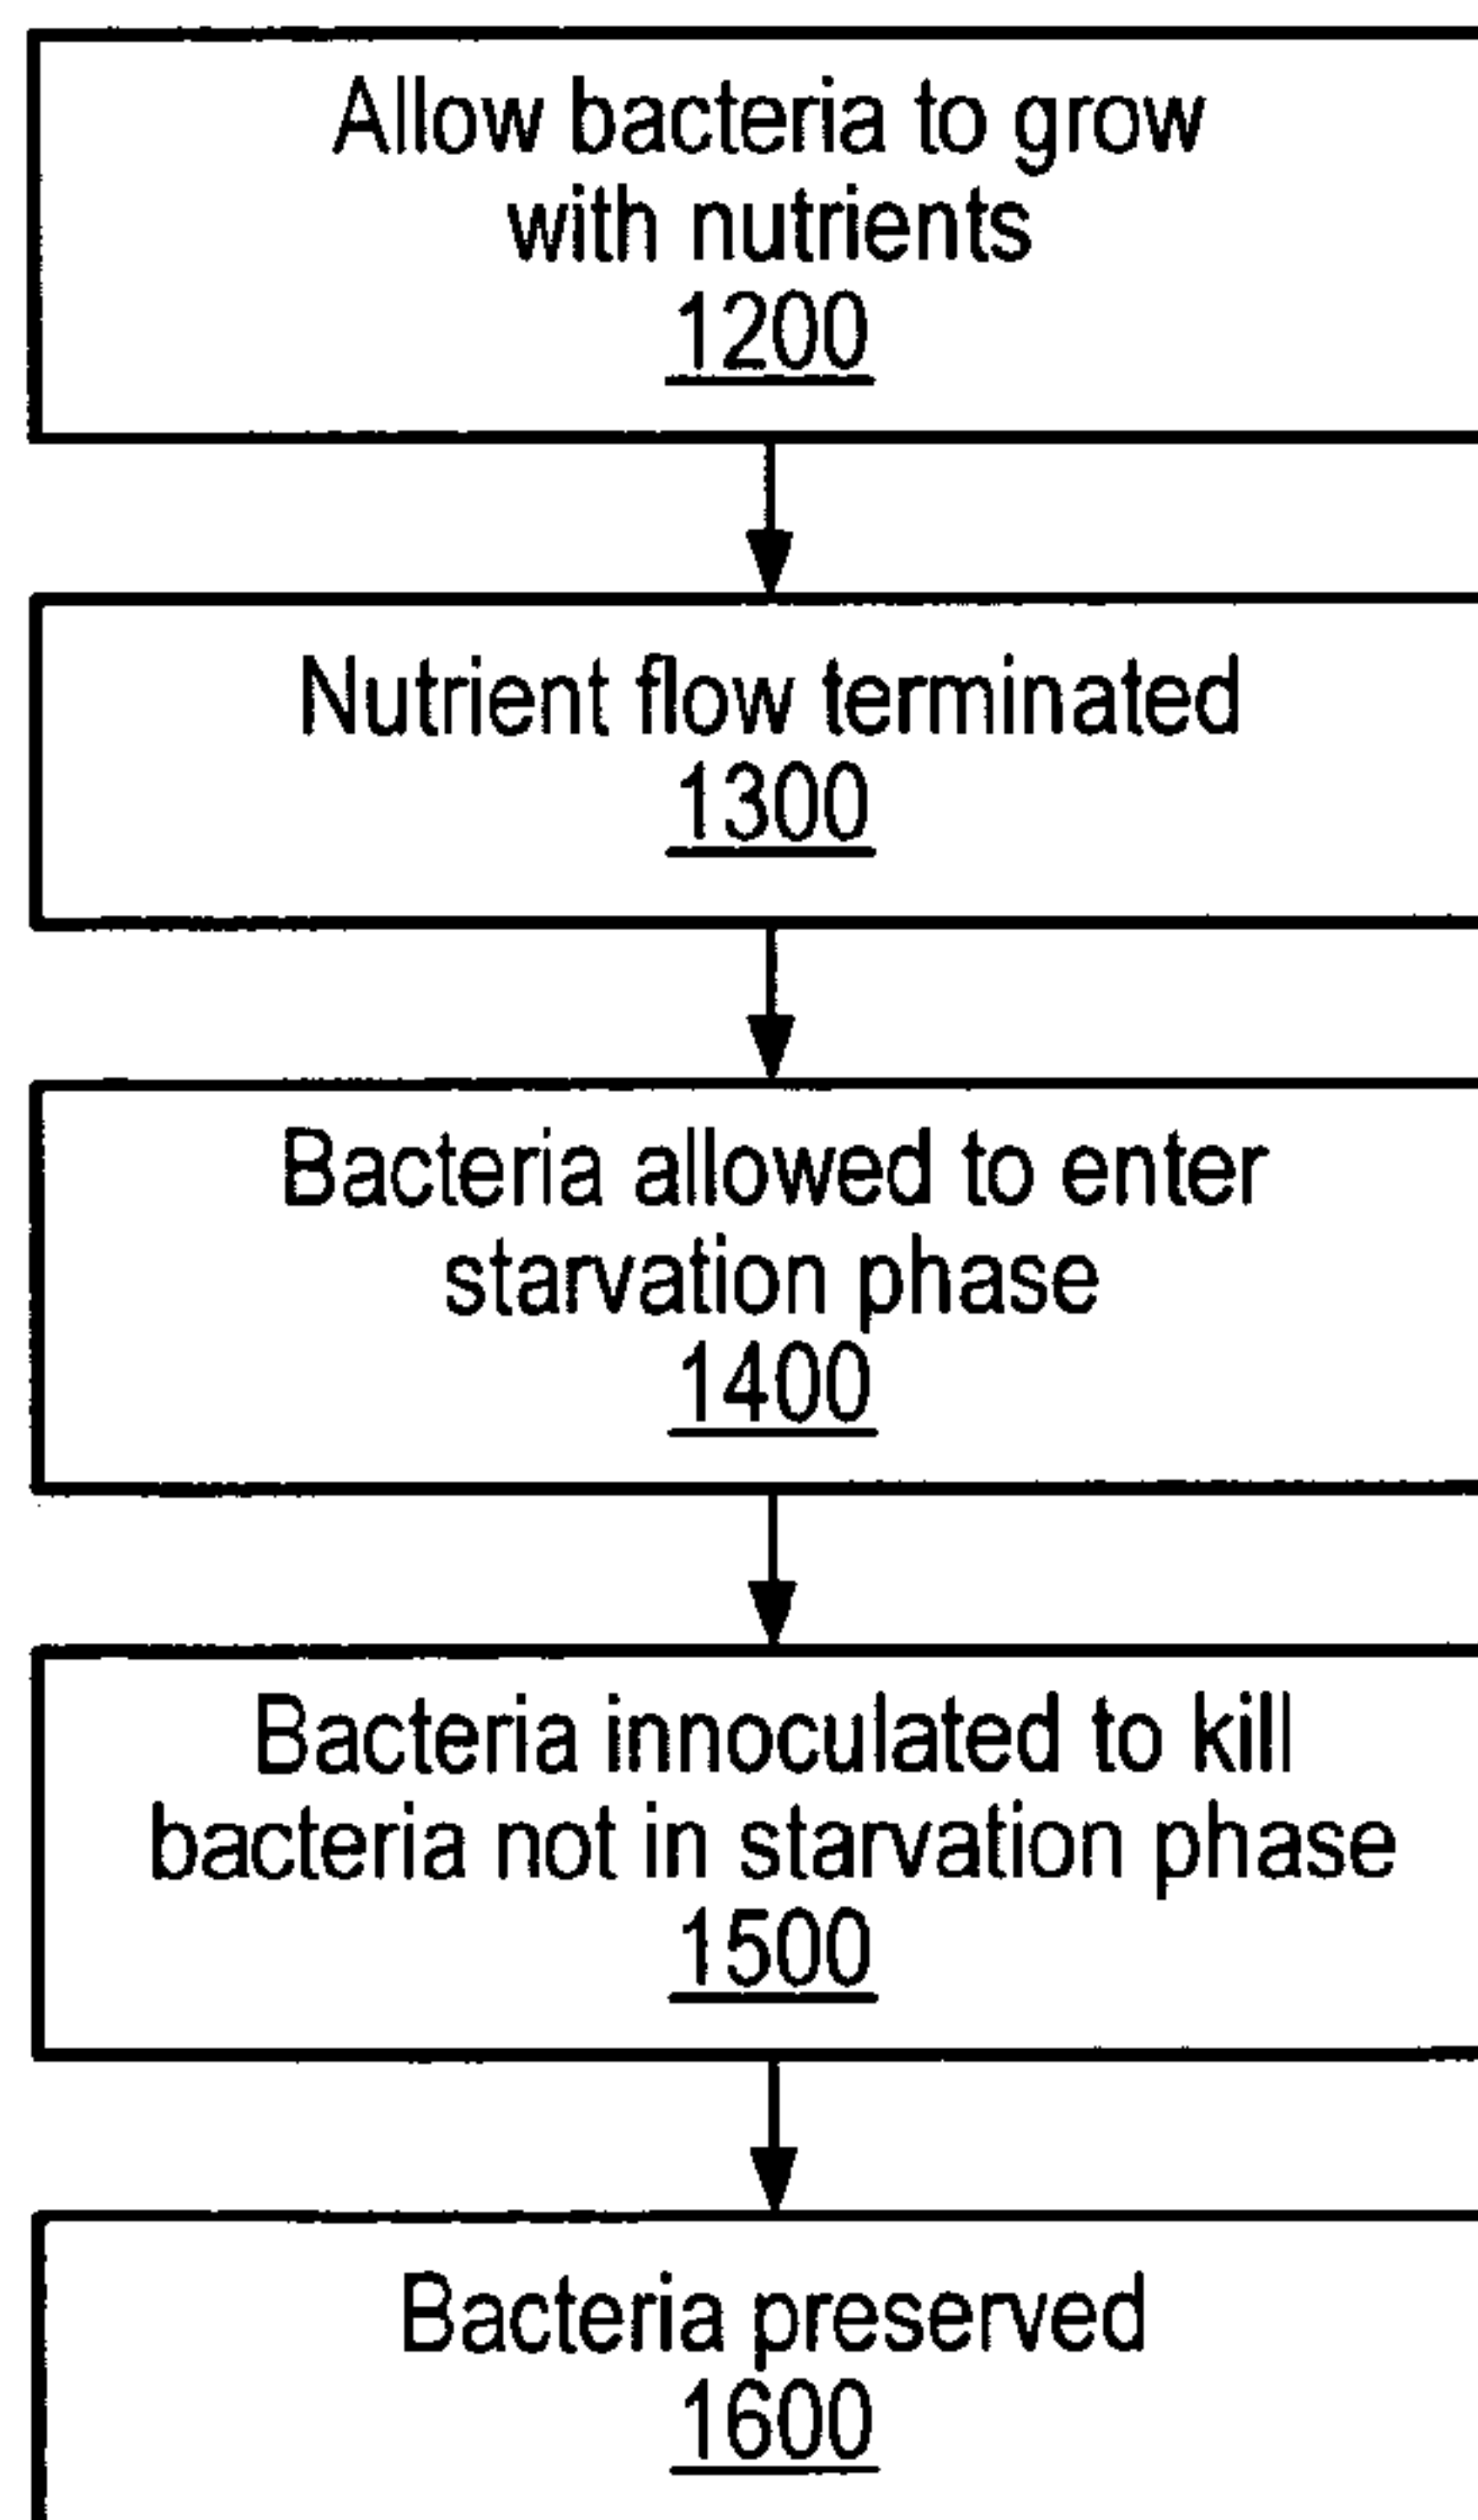 Allow bacteria to grow
with nutrients
1200
Nutrient flow terminated
1300
Bacteria allowed to enter
starvation phase
1400
Bacteria innoculated to kill
bacteria not in starvation phase
1500
Bacteria preserved
1600